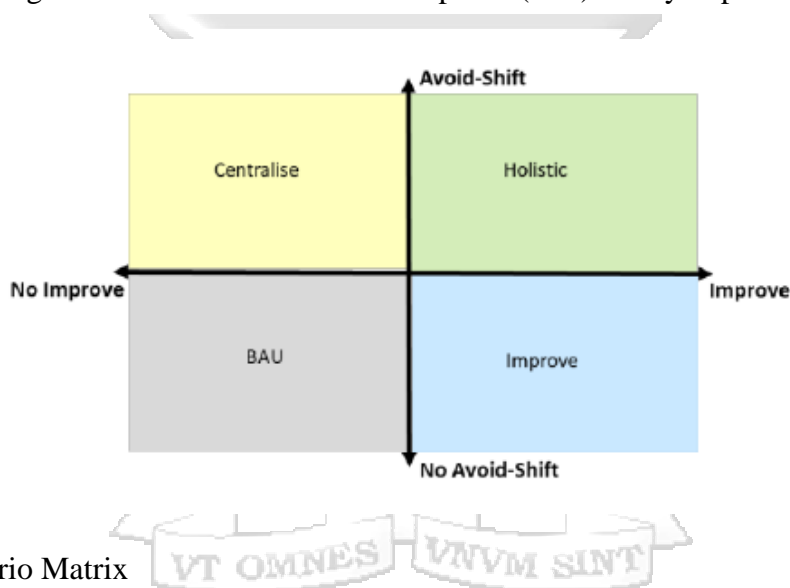 Avoid-Shift
Centralise
Holistic
No Improve
Improve
BAU
Improve
No Avoid-Shift
rio Matrix
VT OMNES VNVM SINT